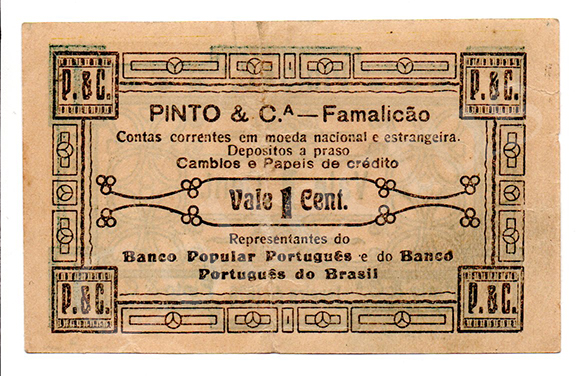 P. & C. P. & C.
PINTO & C.A — Famalicão
Contas correntes em moeda nacional e estrangeira.
Depositos a praso
Cambios e Papeis de crédito
Vale 1 Cent.
Representantes do
Banco Popular Português e do Banco
Português do Brasil
P. & C. P. & C.